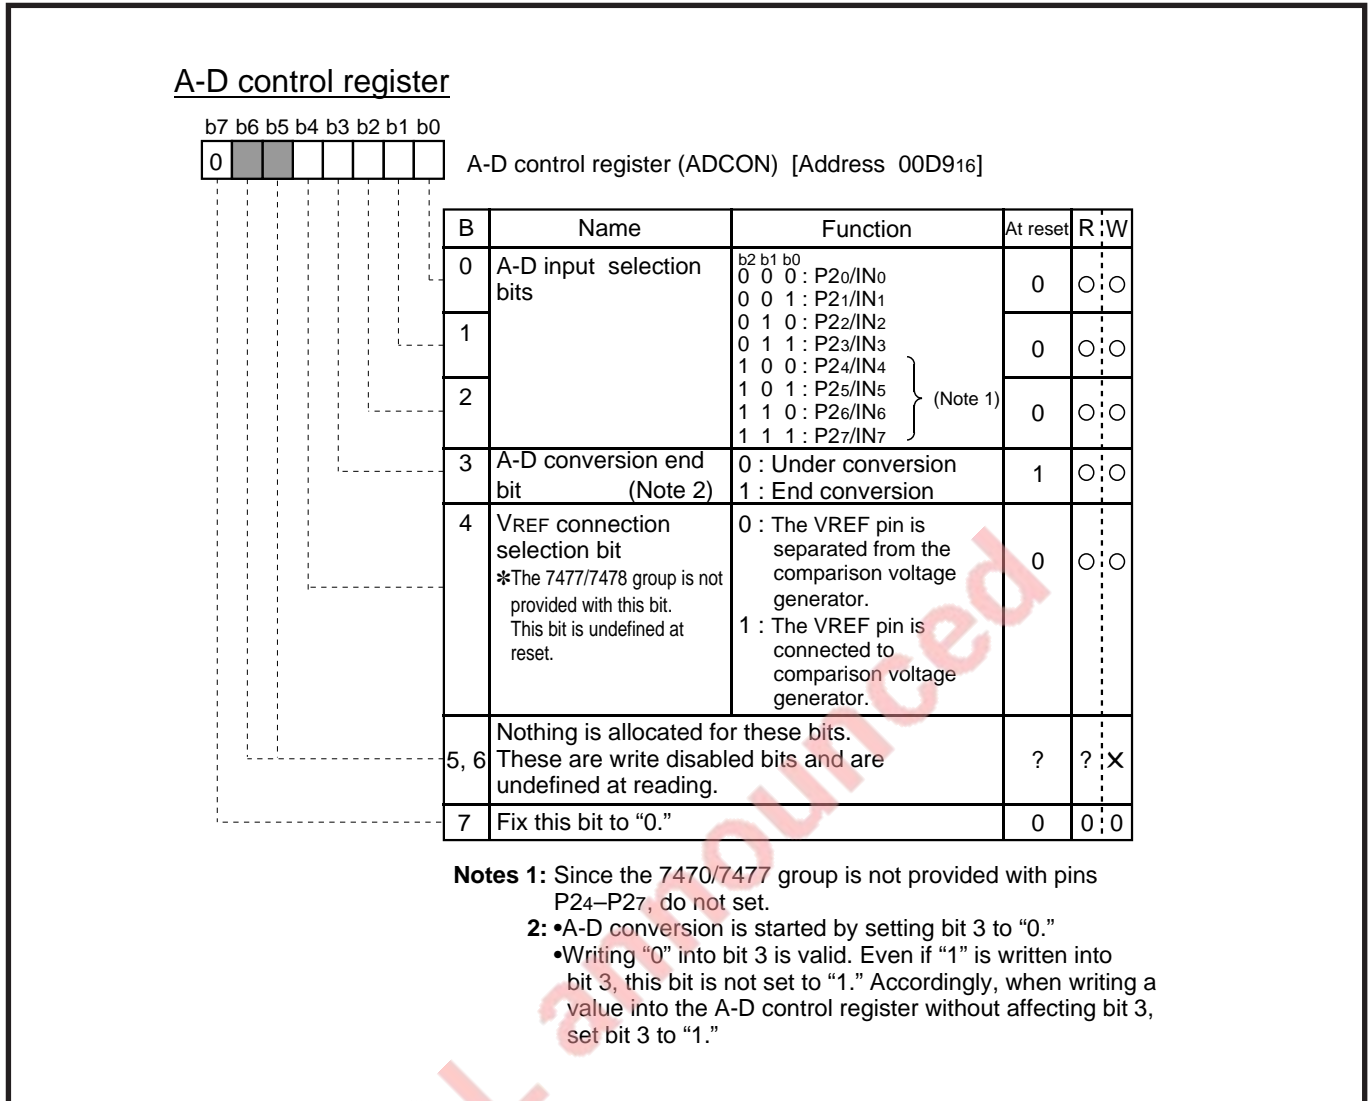 A-D control register
b7 b6 b5 b4 b3 b2 b1 b0
0
A-D control register (ADCON) [Address 00D916]
B Name Function At reset R W
0 A-D input selection bits
b2 b1 b0
0 0 0 : P20/IN0
0 0 1 : P21/IN1
0 1 0 : P22/IN2
0 1 1 : P23/IN3
1 0 0 : P24/IN4
1 0 1 : P25/IN5
1 1 0 : P26/IN6
1 1 1 : P27/IN7
(Note 1)
0 ○ ○
1 0 ○ ○
2 0 ○ ○
3 A-D conversion end
bit (Note 2)
0 : Under conversion
1 : End conversion
1 ○ ○
4 VREF connection
selection bit
✻The 7477/7478 group is not
provided with this bit.
This bit is undefined at
reset.
0 : The VREF pin is
separated from the
comparison voltage
generator.
1 : The VREF pin is
connected to
comparison voltage
generator.
0 ○ ○
5, 6
Nothing is allocated for these bits.
These are write disabled bits and are
undefined at reading.
? ? ×
7 Fix this bit to “0.” 0 0 0
Notes 1: Since the 7470/7477 group is not provided with pins
P24–P27, do not set.
2: •A-D conversion is started by setting bit 3 to “0.”
•Writing “0” into bit 3 is valid. Even if “1” is written into
bit 3, this bit is not set to “1.” Accordingly, when writing a
value into the A-D control register without affecting bit 3,
set bit 3 to “1.”
L announced